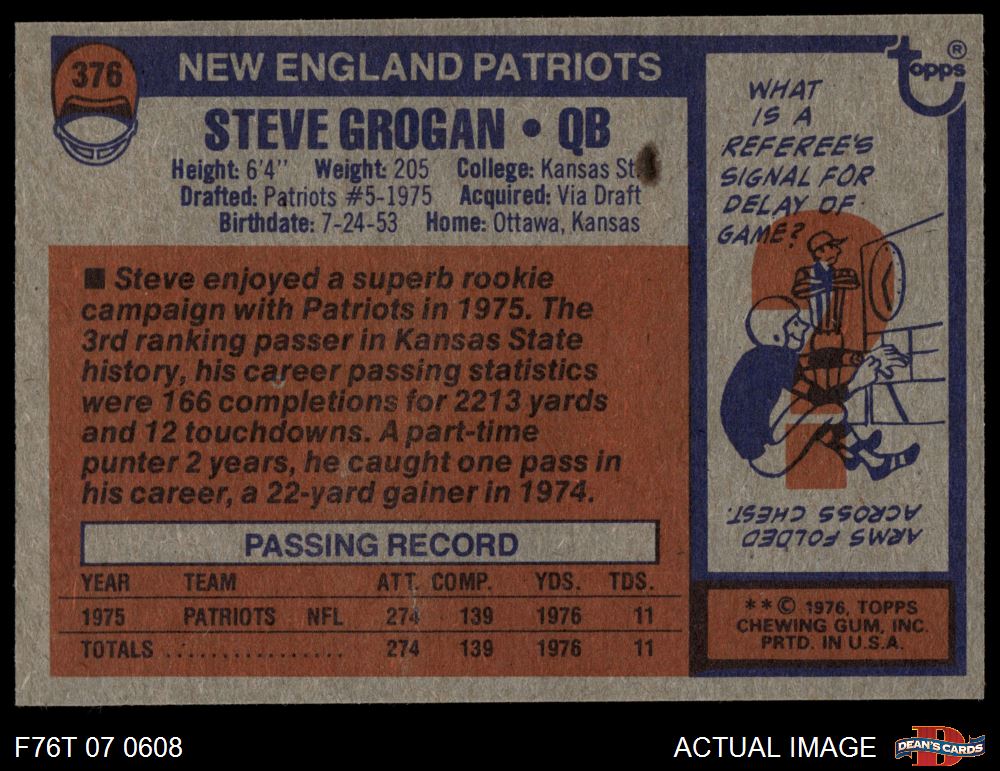 376
NEW ENGLAND PATRIOTS
STEVE GROGAN • QB
Height: 6'4'' Weight: 205 College: Kansas St.
Drafted: Patriots #5-1975 Acquired: Via Draft
Birthdate: 7-24-53 Home: Ottawa, Kansas
■ Steve enjoyed a superb rookie
campaign with Patriots in 1975. The
3rd ranking passer in Kansas State
history, his career passing statistics
were 166 completions for 2213 yards
and 12 touchdowns. A part-time
punter 2 years, he caught one pass in
his career, a 22-yard gainer in 1974.
PASSING RECORD
YEAR TEAM ATT. COMP. YDS. TDS.
1975 PATRIOTS NFL 274 139 1976 11
TOTALS ................ 274 139 1976 11
Topps ®
WHAT
IS A
REFEREE'S
SIGNAL FOR
DELAY OF
GAME?
ARMS FOLDED
ACROSS CHEST.
**© 1976, TOPPS
CHEWING GUM, INC.
PRTD. IN U.S.A.
F76T 07 0608
ACTUAL IMAGE
D
DEAN'S CARDS